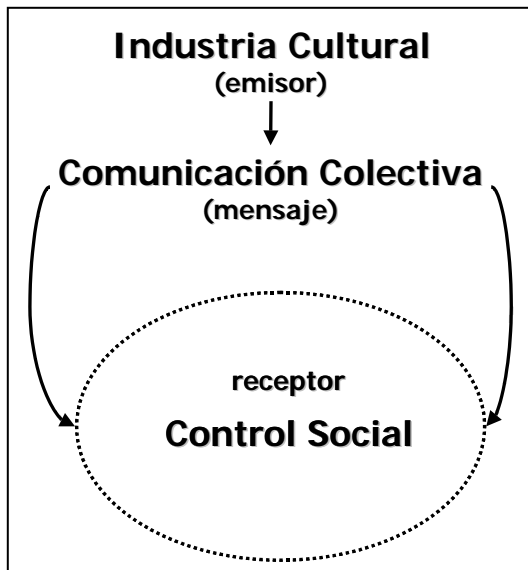 Industria Cultural
(emisor)
Comunicación Colectiva
(mensaje)
receptor
Control Social